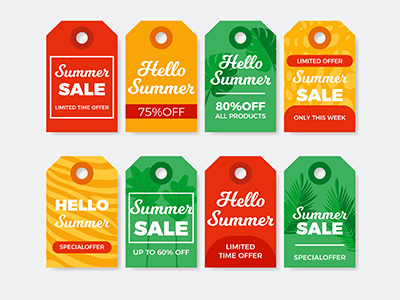 Summer
SALE
LIMITED TIME OFFER
Hello
Summer
75%OFF
Hello
Summer
80%OFF
ALL PRODUCTS
LIMITED OFFER
Summer
SALE
ONLY THIS WEEK
HELLO
Summer
SPECIALOFFER
Summer
SALE
UP TO 60% OFF
Hello
Summer
LIMITED
TIME OFFER
Summer
SALE
SPECIALOFFER